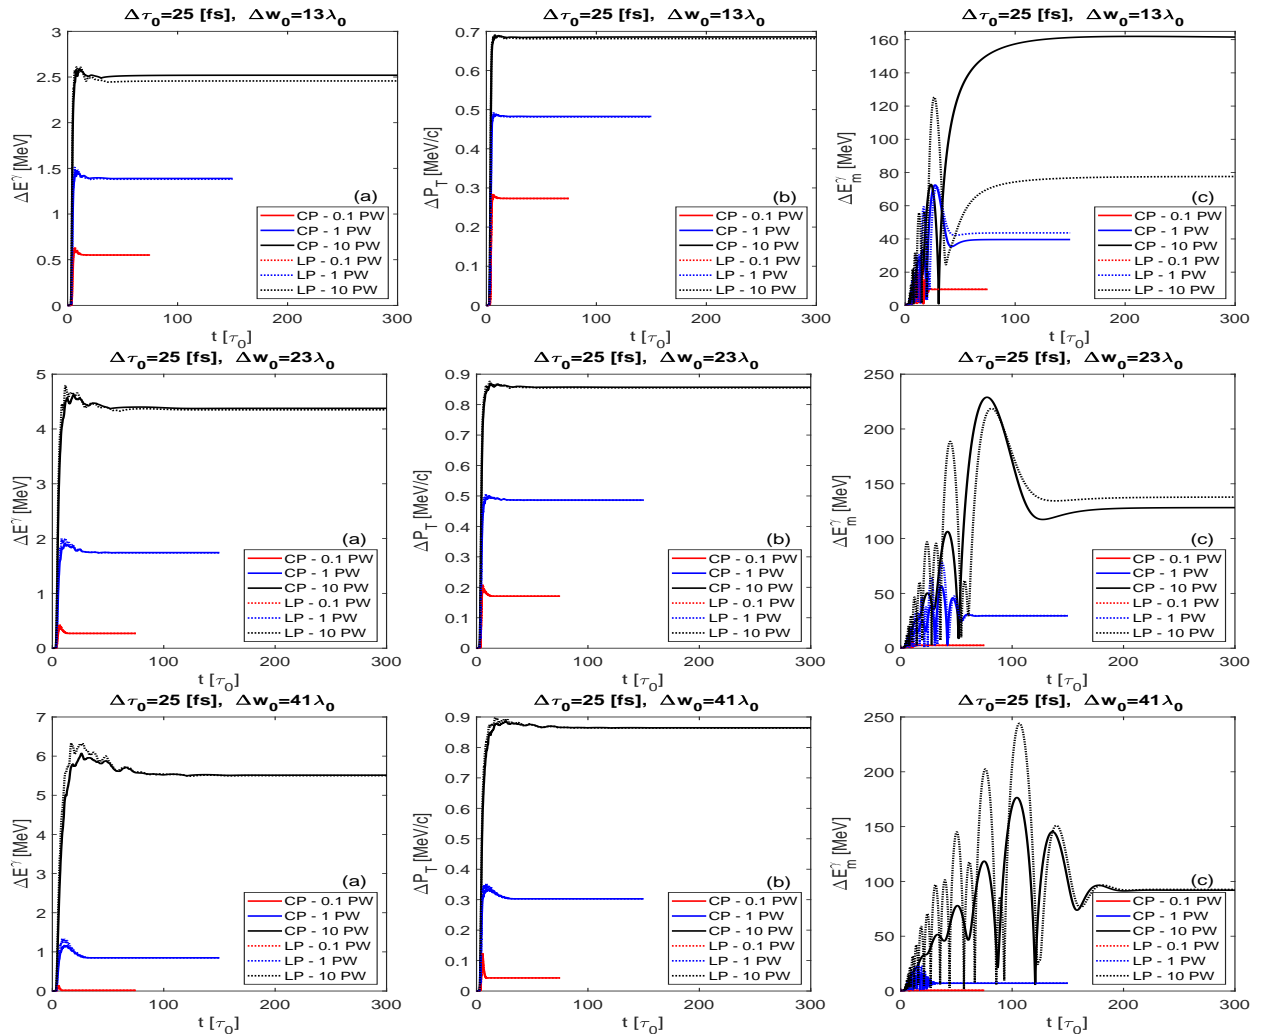 Δτ₀=25 [fs], Δw₀=13λ₀
ΔE^γ [MeV]
3
2.5
2
1.5
1
0.5
0
0 100 200 300
t [τ₀]
(a)
CP - 0.1 PW
CP - 1 PW
CP - 10 PW
LP - 0.1 PW
LP - 1 PW
LP - 10 PW
Δτ₀=25 [fs], Δw₀=13λ₀
ΔP_T [MeV/c]
0.7
0.6
0.5
0.4
0.3
0.2
0.1
0
0 100 200 300
t [τ₀]
(b)
CP - 0.1 PW
CP - 1 PW
CP - 10 PW
LP - 0.1 PW
LP - 1 PW
LP - 10 PW
Δτ₀=25 [fs], Δw₀=13λ₀
ΔE_m^γ [MeV]
160
140
120
100
80
60
40
20
0
0 100 200 300
t [τ₀]
(c)
CP - 0.1 PW
CP - 1 PW
CP - 10 PW
LP - 0.1 PW
LP - 1 PW
LP - 10 PW
Δτ₀=25 [fs], Δw₀=23λ₀
ΔE^γ [MeV]
5
4
3
2
1
0
0 100 200 300
t [τ₀]
(a)
CP - 0.1 PW
CP - 1 PW
CP - 10 PW
LP - 0.1 PW
LP - 1 PW
LP - 10 PW
Δτ₀=25 [fs], Δw₀=23λ₀
ΔP_T [MeV/c]
0.9
0.8
0.7
0.6
0.5
0.4
0.3
0.2
0.1
0
0 100 200 300
t [τ₀]
(b)
CP - 0.1 PW
CP - 1 PW
CP - 10 PW
LP - 0.1 PW
LP - 1 PW
LP - 10 PW
Δτ₀=25 [fs], Δw₀=23λ₀
ΔE_m^γ [MeV]
250
200
150
100
50
0
0 100 200 300
t [τ₀]
(c)
CP - 0.1 PW
CP - 1 PW
CP - 10 PW
LP - 0.1 PW
LP - 1 PW
LP - 10 PW
Δτ₀=25 [fs], Δw₀=41λ₀
ΔE^γ [MeV]
7
6
5
4
3
2
1
0
0 100 200 300
t [τ₀]
(a)
CP - 0.1 PW
CP - 1 PW
CP - 10 PW
LP - 0.1 PW
LP - 1 PW
LP - 10 PW
Δτ₀=25 [fs], Δw₀=41λ₀
ΔP_T [MeV/c]
0.9
0.8
0.7
0.6
0.5
0.4
0.3
0.2
0.1
0
0 100 200 300
t [τ₀]
(b)
CP - 0.1 PW
CP - 1 PW
CP - 10 PW
LP - 0.1 PW
LP - 1 PW
LP - 10 PW
Δτ₀=25 [fs], Δw₀=41λ₀
ΔE_m^γ [MeV]
250
200
150
100
50
0
0 100 200 300
t [τ₀]
(c)
CP - 0.1 PW
CP - 1 PW
CP - 10 PW
LP - 0.1 PW
LP - 1 PW
LP - 10 PW